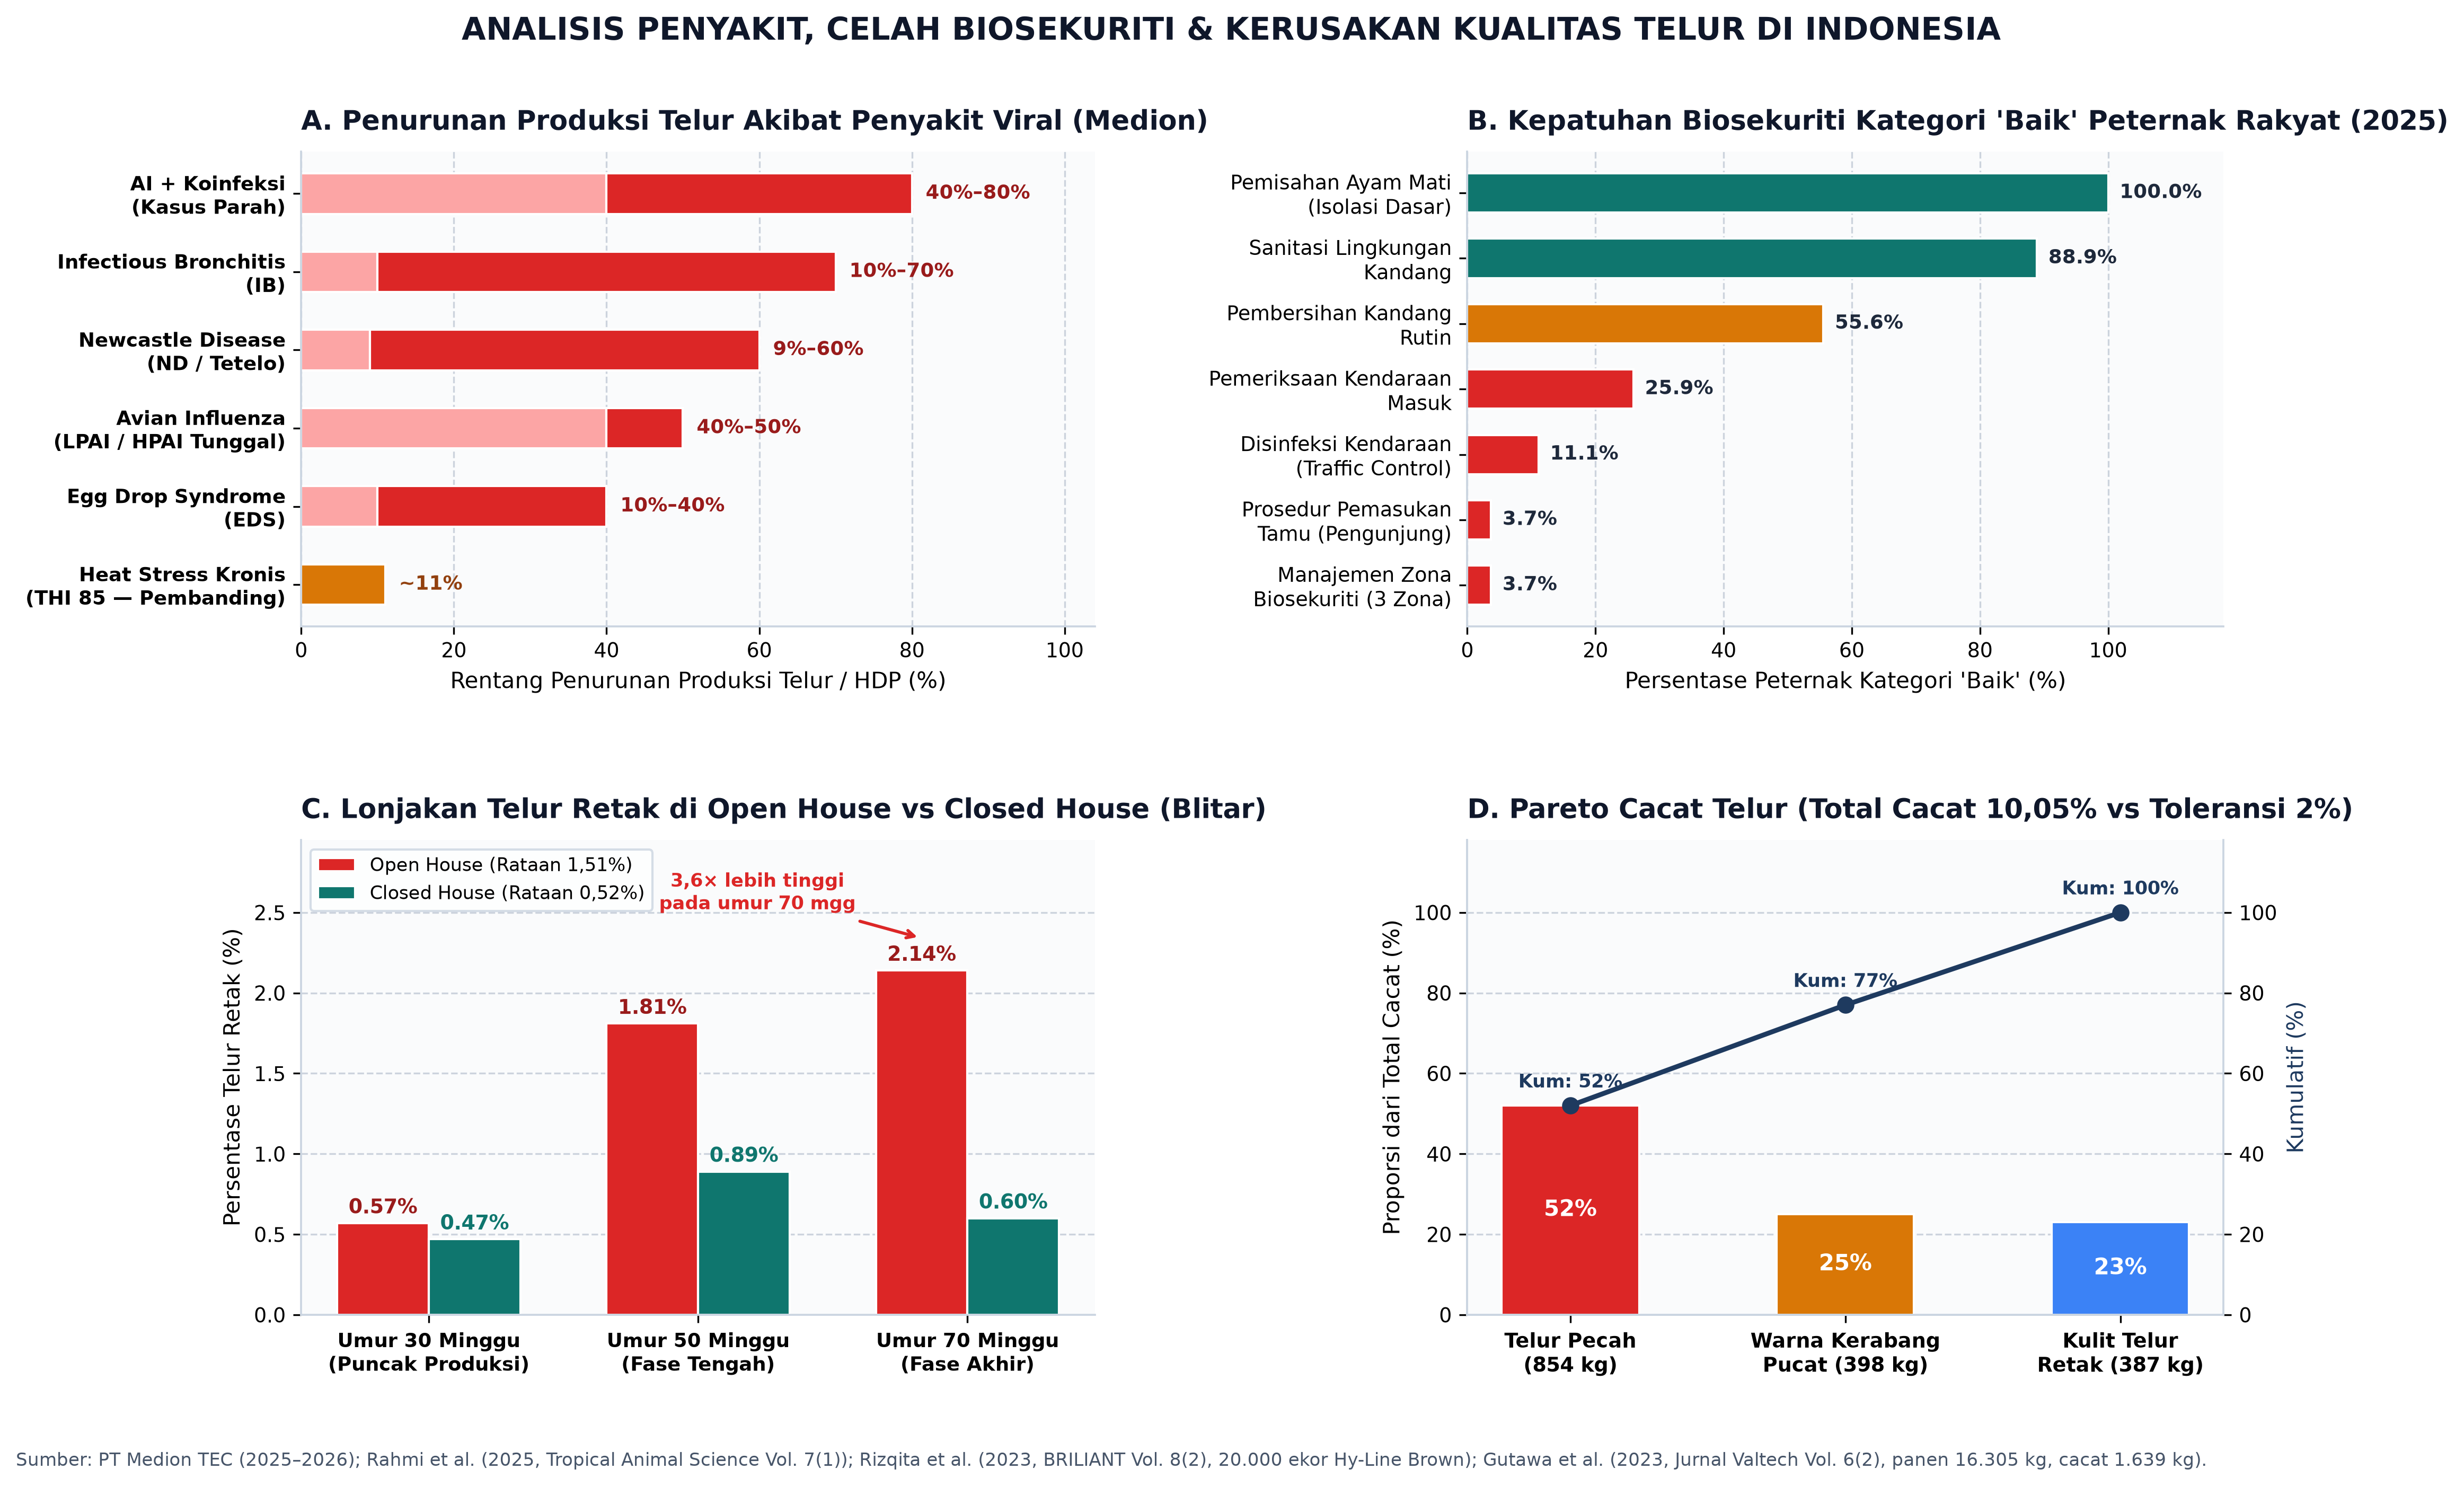 ANALISIS PENYAKIT, CELAH BIOSEKURITI & KERUSAKAN KUALITAS TELUR DI INDONESIA
A. Penurunan Produksi Telur Akibat Penyakit Viral (Medion)
AI + Koinfeksi
(Kasus Parah)
40%–80%
Infectious Bronchitis
(IB)
10%–70%
Newcastle Disease
(ND / Tetelo)
9%–60%
Avian Influenza
(LPAI / HPAI Tunggal)
40%–50%
Egg Drop Syndrome
(EDS)
10%–40%
Heat Stress Kronis
(THI 85 — Pembanding)
~11%
0 20 40 60 80 100
Rentang Penurunan Produksi Telur / HDP (%)
B. Kepatuhan Biosekuriti Kategori 'Baik' Peternak Rakyat (2025)
Pemisahan Ayam Mati
(Isolasi Dasar)
100.0%
Sanitasi Lingkungan
Kandang
88.9%
Pembersihan Kandang
Rutin
55.6%
Pemeriksaan Kendaraan
Masuk
25.9%
Disinfeksi Kendaraan
(Traffic Control)
11.1%
Prosedur Pemasukan
Tamu (Pengunjung)
3.7%
Manajemen Zona
Biosekuriti (3 Zona)
3.7%
0 20 40 60 80 100
Persentase Peternak Kategori 'Baik' (%)
C. Lonjakan Telur Retak di Open House vs Closed House (Blitar)
Open House (Rataan 1,51%)
Closed House (Rataan 0,52%)
3,6× lebih tinggi
pada umur 70 mgg
Persentase Telur Retak (%)
2.5
2.0
1.5
1.0
0.5
0.0
0.57%
0.47%
1.81%
0.89%
2.14%
0.60%
Umur 30 Minggu
(Puncak Produksi)
Umur 50 Minggu
(Fase Tengah)
Umur 70 Minggu
(Fase Akhir)
D. Pareto Cacat Telur (Total Cacat 10,05% vs Toleransi 2%)
Proporsi dari Total Cacat (%)
100
80
60
40
20
0
Kum: 52%
Kum: 77%
Kum: 100%
52%
25%
23%
100
80
60
40
20
0
Kumulatif (%)
Telur Pecah
(854 kg)
Warna Kerabang
Pucat (398 kg)
Kulit Telur
Retak (387 kg)
Sumber: PT Medion TEC (2025–2026); Rahmi et al. (2025, Tropical Animal Science Vol. 7(1)); Rizqita et al. (2023, BRILIANT Vol. 8(2), 20.000 ekor Hy-Line Brown); Gutawa et al. (2023, Jurnal Valtech Vol. 6(2), panen 16.305 kg, cacat 1.639 kg).